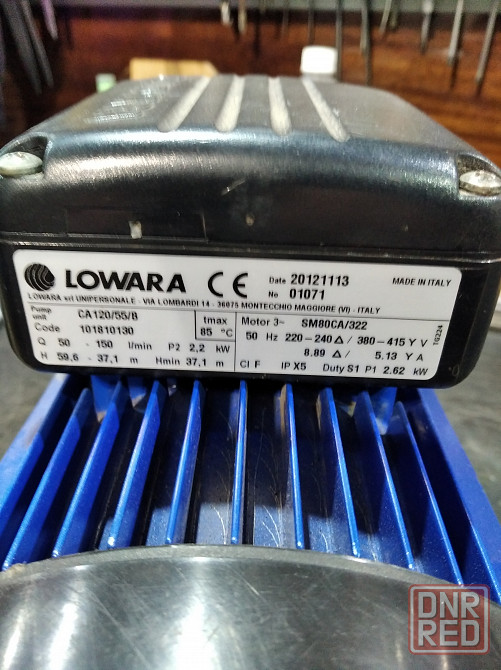 LOWARA CE Date 20121113 MADE IN ITALY
No 01071
LOWARA srl UNIPERSONALE - VIA LOMBARDI 14 - 36075 MONTECCHIO MAGGIORE (VI) - ITALY
Pump unit CA120/55/B
Code 101810130
tmax 85 °C
Q 50 - 150 l/min P2 2,2 kW
H 59,6 - 37,1 m Hmin 37,1 m
Motor 3~ SM80CA/322
50 Hz 220-240 Δ / 380-415 Y V
8.89 Δ / 5.13 Y A
Cl F IP X5 Duty S1 P1 2.62 kW
DNR
RED